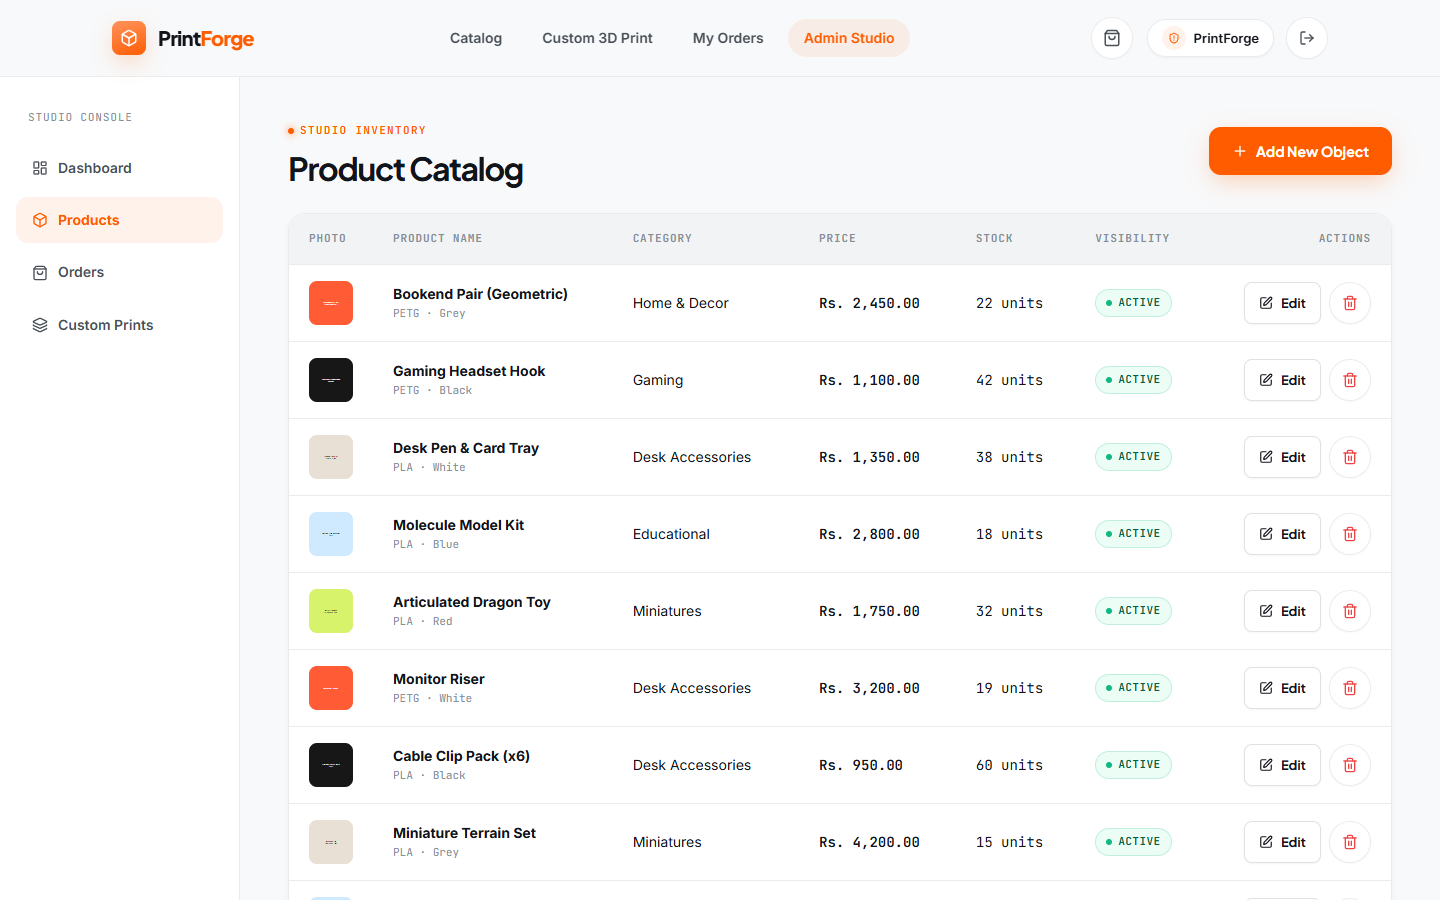 PrintForge
Catalog
Custom 3D Print
My Orders
Admin Studio
PrintForge
STUDIO CONSOLE
Dashboard
Products
Orders
Custom Prints
STUDIO INVENTORY
Product Catalog
Add New Object
PHOTO PRODUCT NAME CATEGORY PRICE STOCK VISIBILITY ACTIONS
Bookend Pair (Geometric)
PETG · Grey
Home & Decor
Rs. 2,450.00
22 units
ACTIVE
Edit
Gaming Headset Hook
PETG · Black
Gaming
Rs. 1,100.00
42 units
ACTIVE
Edit
Desk Pen & Card Tray
PLA · White
Desk Accessories
Rs. 1,350.00
38 units
ACTIVE
Edit
Molecule Model Kit
PLA · Blue
Educational
Rs. 2,800.00
18 units
ACTIVE
Edit
Articulated Dragon Toy
PLA · Red
Miniatures
Rs. 1,750.00
32 units
ACTIVE
Edit
Monitor Riser
PETG · White
Desk Accessories
Rs. 3,200.00
19 units
ACTIVE
Edit
Cable Clip Pack (x6)
PLA · Black
Desk Accessories
Rs. 950.00
60 units
ACTIVE
Edit
Miniature Terrain Set
PLA · Grey
Miniatures
Rs. 4,200.00
15 units
ACTIVE
Edit